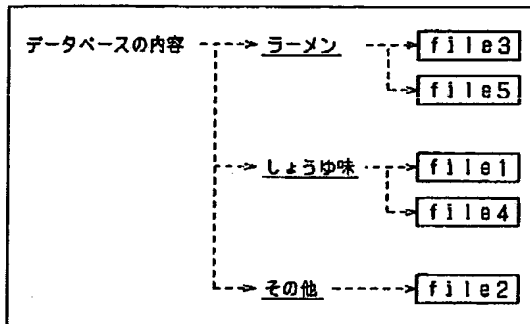 データベースの内容 ラーメン file3
file5
しょうゆ味 file1
file4
その他 file2